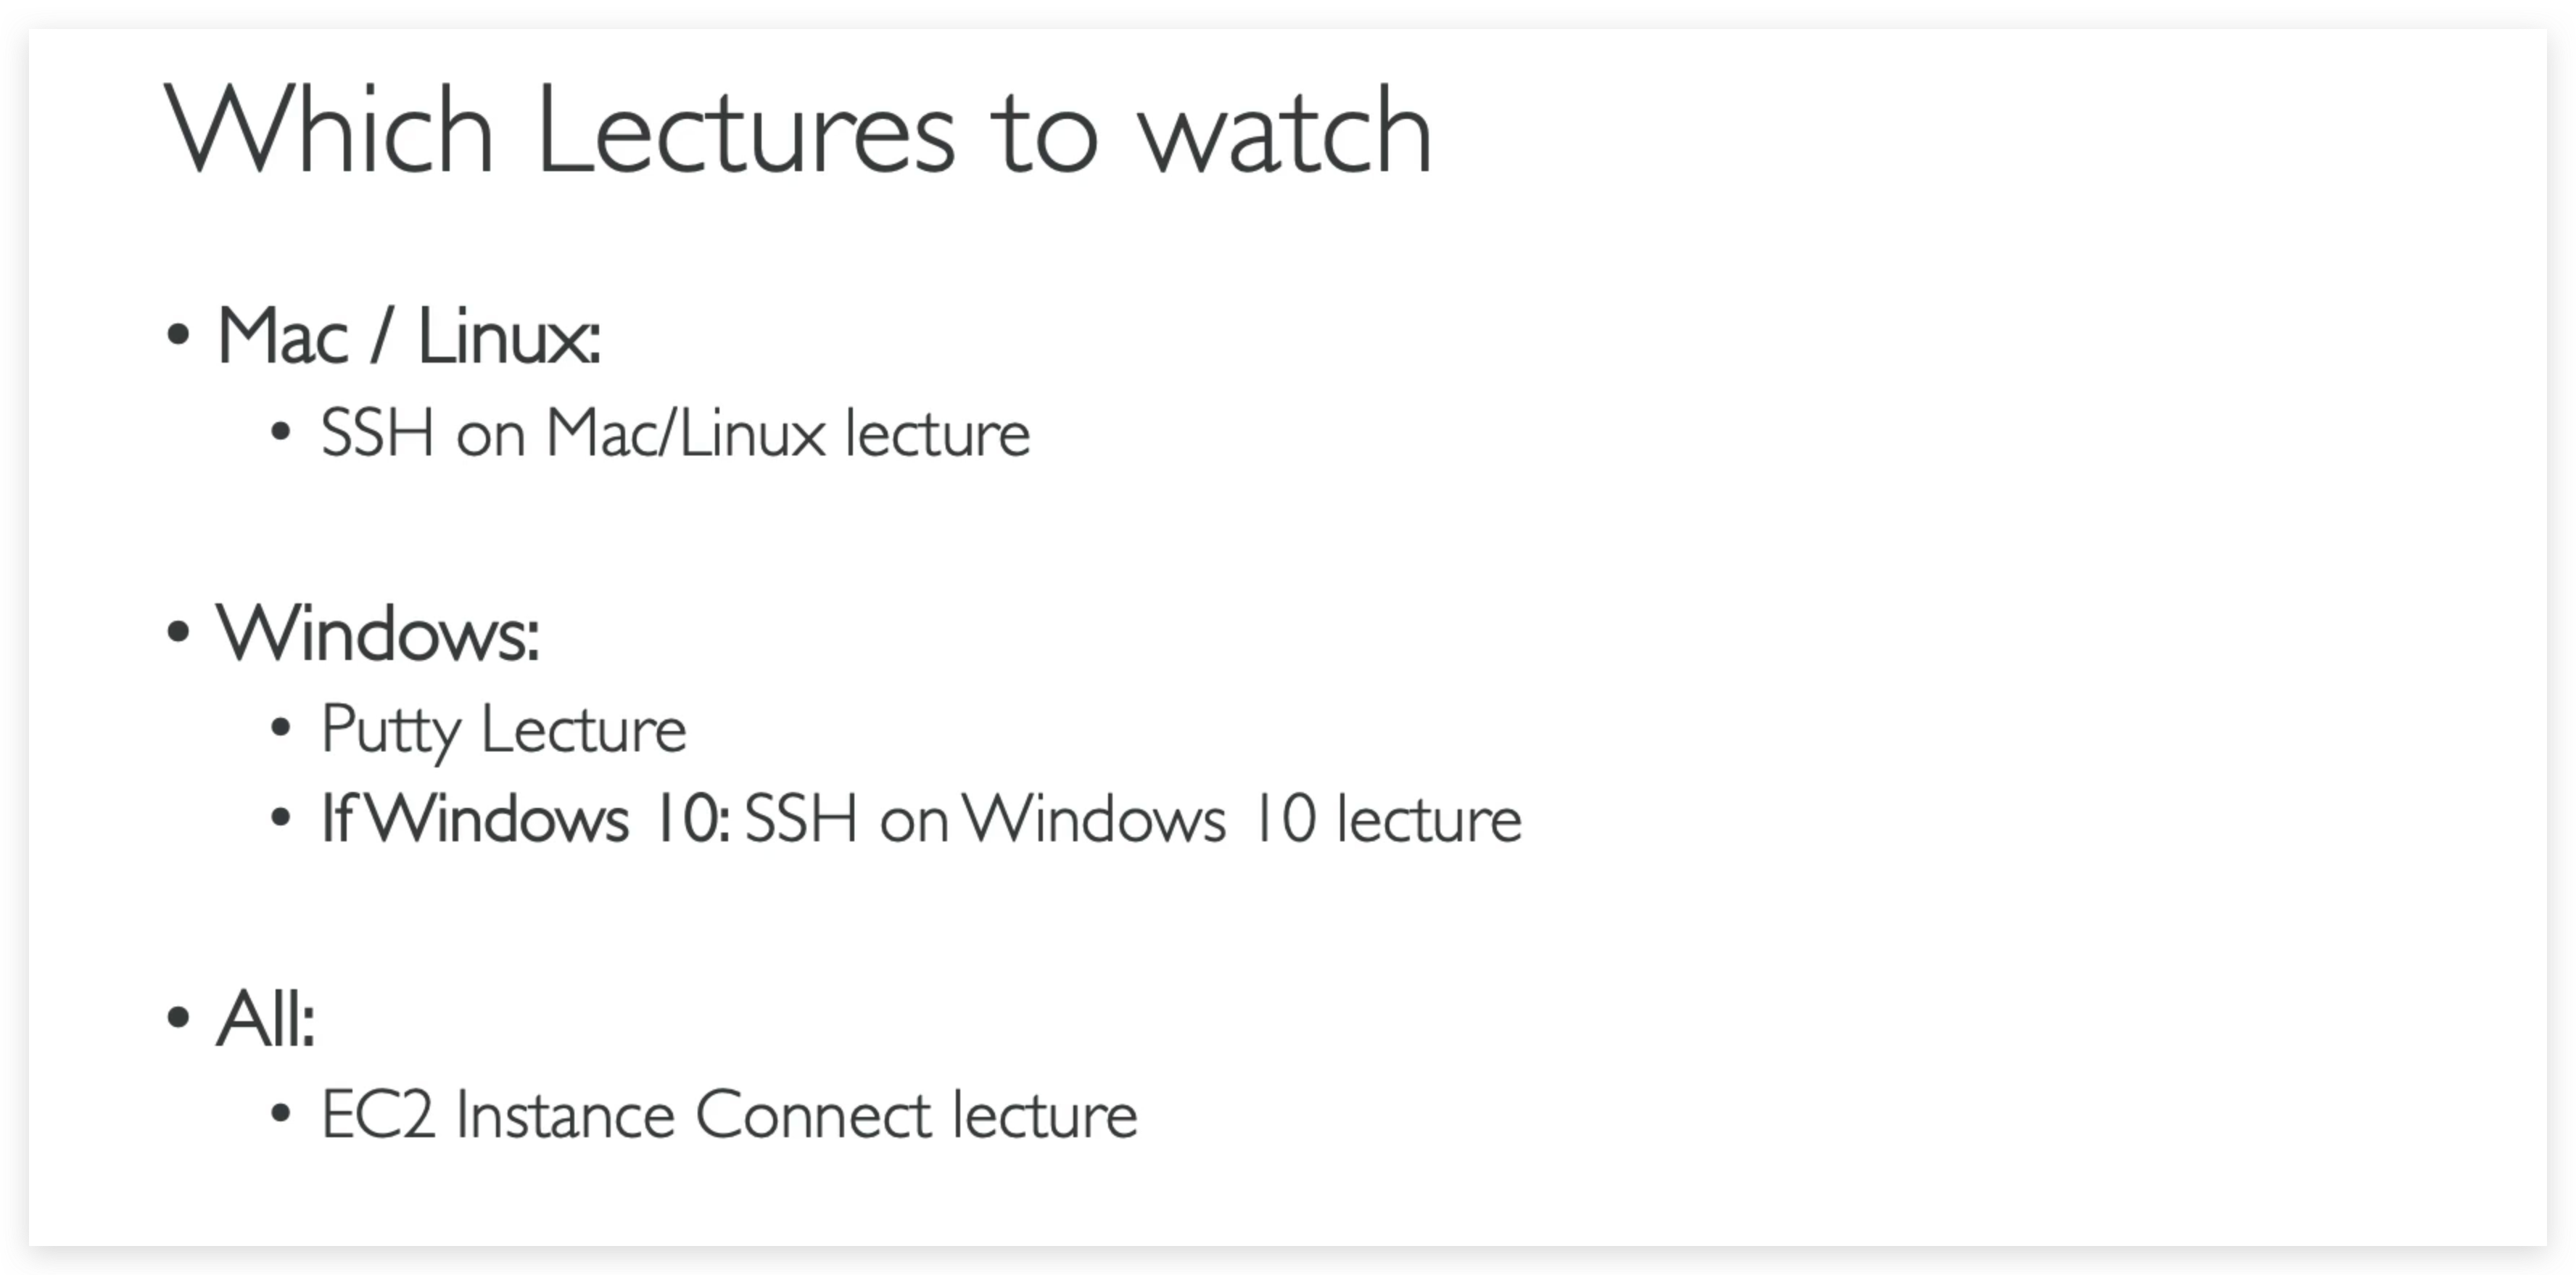 Which Lectures to watch
• Mac / Linux:
• SSH on Mac/Linux lecture
• Windows:
• Putty Lecture
• If Windows 10: SSH on Windows 10 lecture
• All:
• EC2 Instance Connect lecture